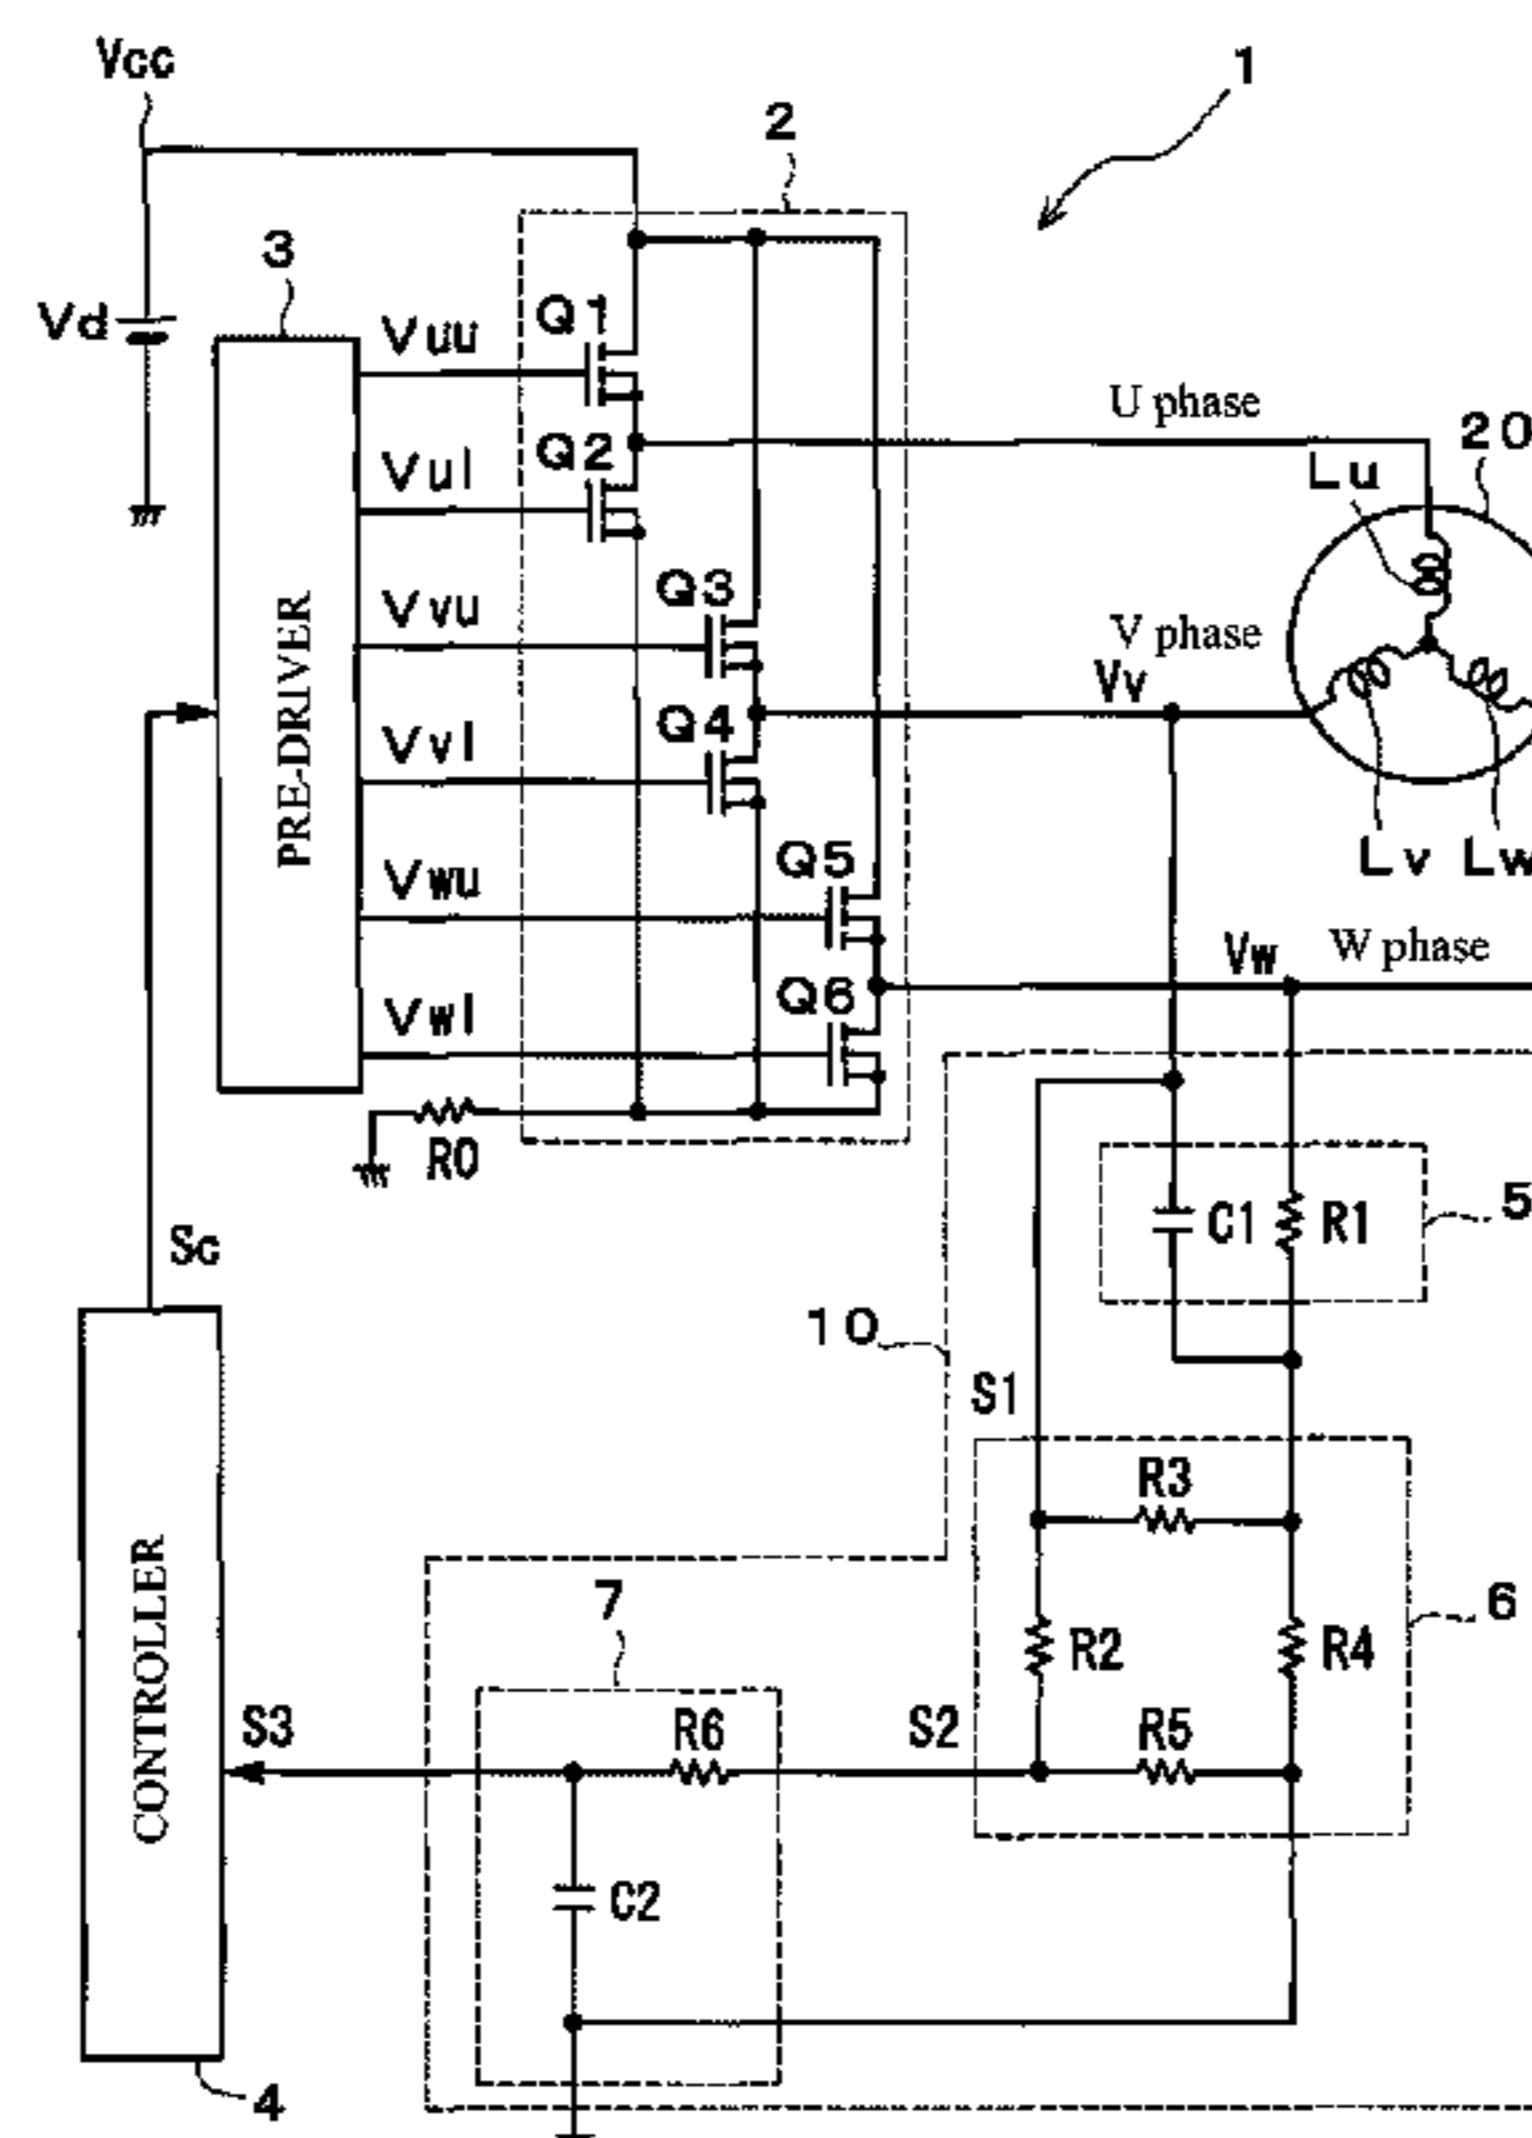 Vcc
1
2
3
Vd
Vuu
Q1
U phase
20
Vul
Q2
Lu
Vvu
Q3
V phase
Vv
PRE-DRIVER
Vvl
Q4
Vwu
Q5
Lv Lw
Vw
W phase
Vwl
Q6
R0
Sc
C1
R1
5
10
S1
R3
CONTROLLER
7
R2
R4
6
S3
R6
S2
R5
C2
4